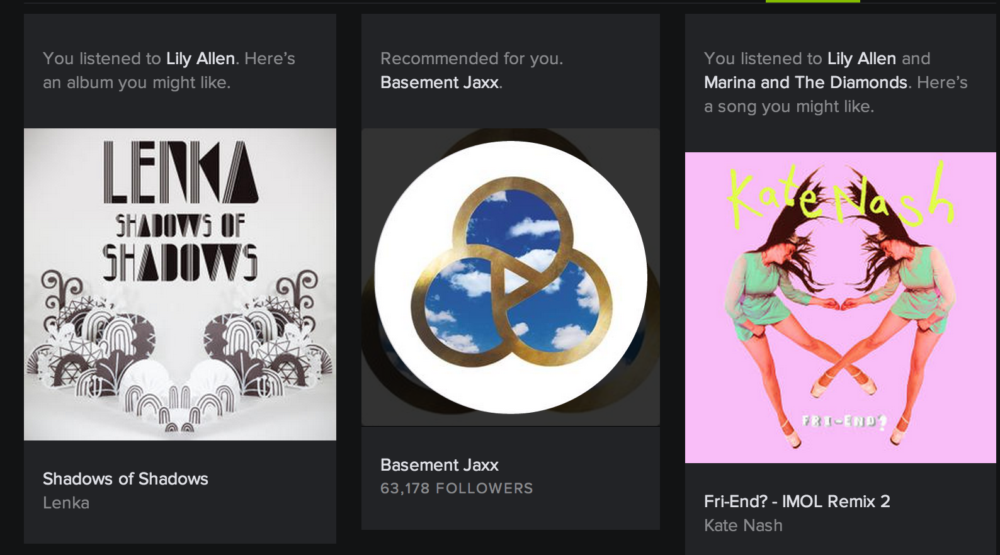 You listened to Lily Allen. Here’s
an album you might like.
LENKA
SHADOWS OF
SHADOWS
Shadows of Shadows
Lenka
Recommended for you.
Basement Jaxx.
Basement Jaxx
63,178 FOLLOWERS
You listened to Lily Allen and
Marina and The Diamonds. Here’s
a song you might like.
Kate Nash
FRI-END?
Fri-End? - IMOL Remix 2
Kate Nash